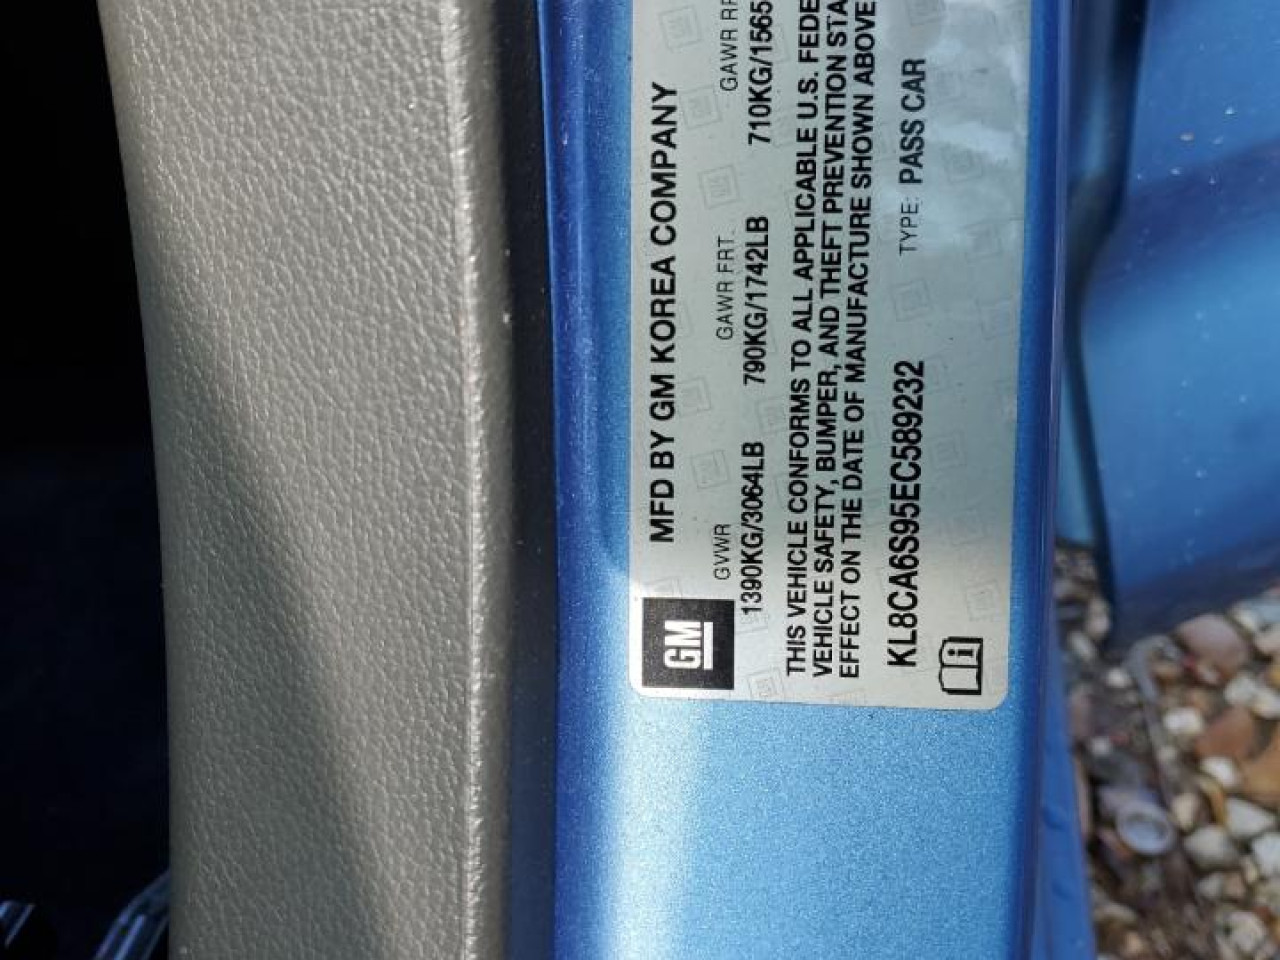 GM
MFD BY GM KOREA COMPANY
GVWR GAWR FRT. GAWR RR
1390KG/3064LB 790KG/1742LB 710KG/1565
THIS VEHICLE CONFORMS TO ALL APPLICABLE U.S. FEDE
VEHICLE SAFETY, BUMPER, AND THEFT PREVENTION STA
EFFECT ON THE DATE OF MANUFACTURE SHOWN ABOVE
KL8CA6S95EC589232 TYPE: PASS CAR